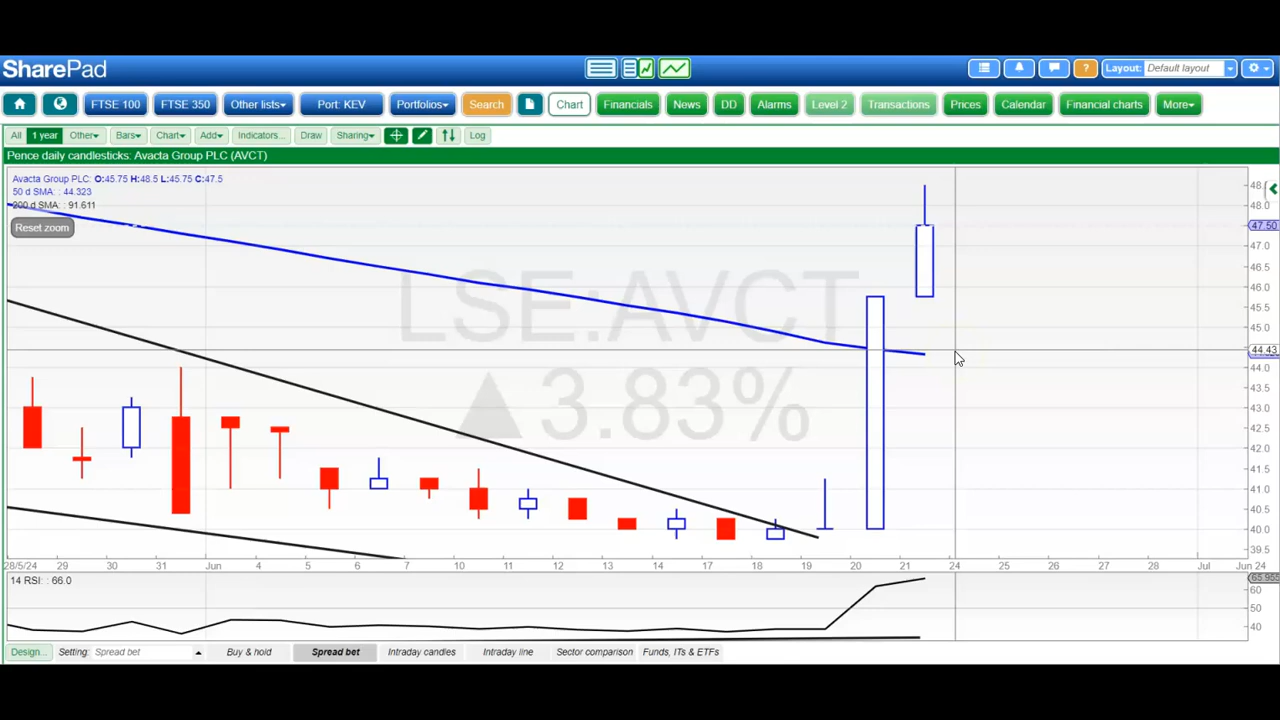 SharePad
Layout: Default layout
FTSE 100 FTSE 350 Other lists Port: KEV Portfolios Search Chart Financials News DD Alarms Level 2 Transactions Prices Calendar Financial charts More
All 1 year Other Bars Chart Add Indicators... Draw Sharing Log
Pence daily candlesticks: Avacta Group PLC (AVCT)
Avacta Group PLC: O:45.75 H:48.5 L:45.75 C:47.5
50 d SMA: : 44.323
200 d SMA: : 91.611
Reset zoom
LSE:AVCT
▲3.83%
48.0
47.50
47.0
46.5
46.0
45.5
45.0
44.43
44.0
43.5
43.0
42.5
42.0
41.5
41.0
40.5
40.0
39.5
28/5/24 29 30 31 Jun 4 5 6 7 10 11 12 13 14 17 18 19 20 21 24 Jul Jun 24
14 RSI: : 66.0
65.955
60
50
40
Design... Setting: Spread bet Buy & hold Spread bet Intraday candles Intraday line Sector comparison Funds, ITs & ETFs